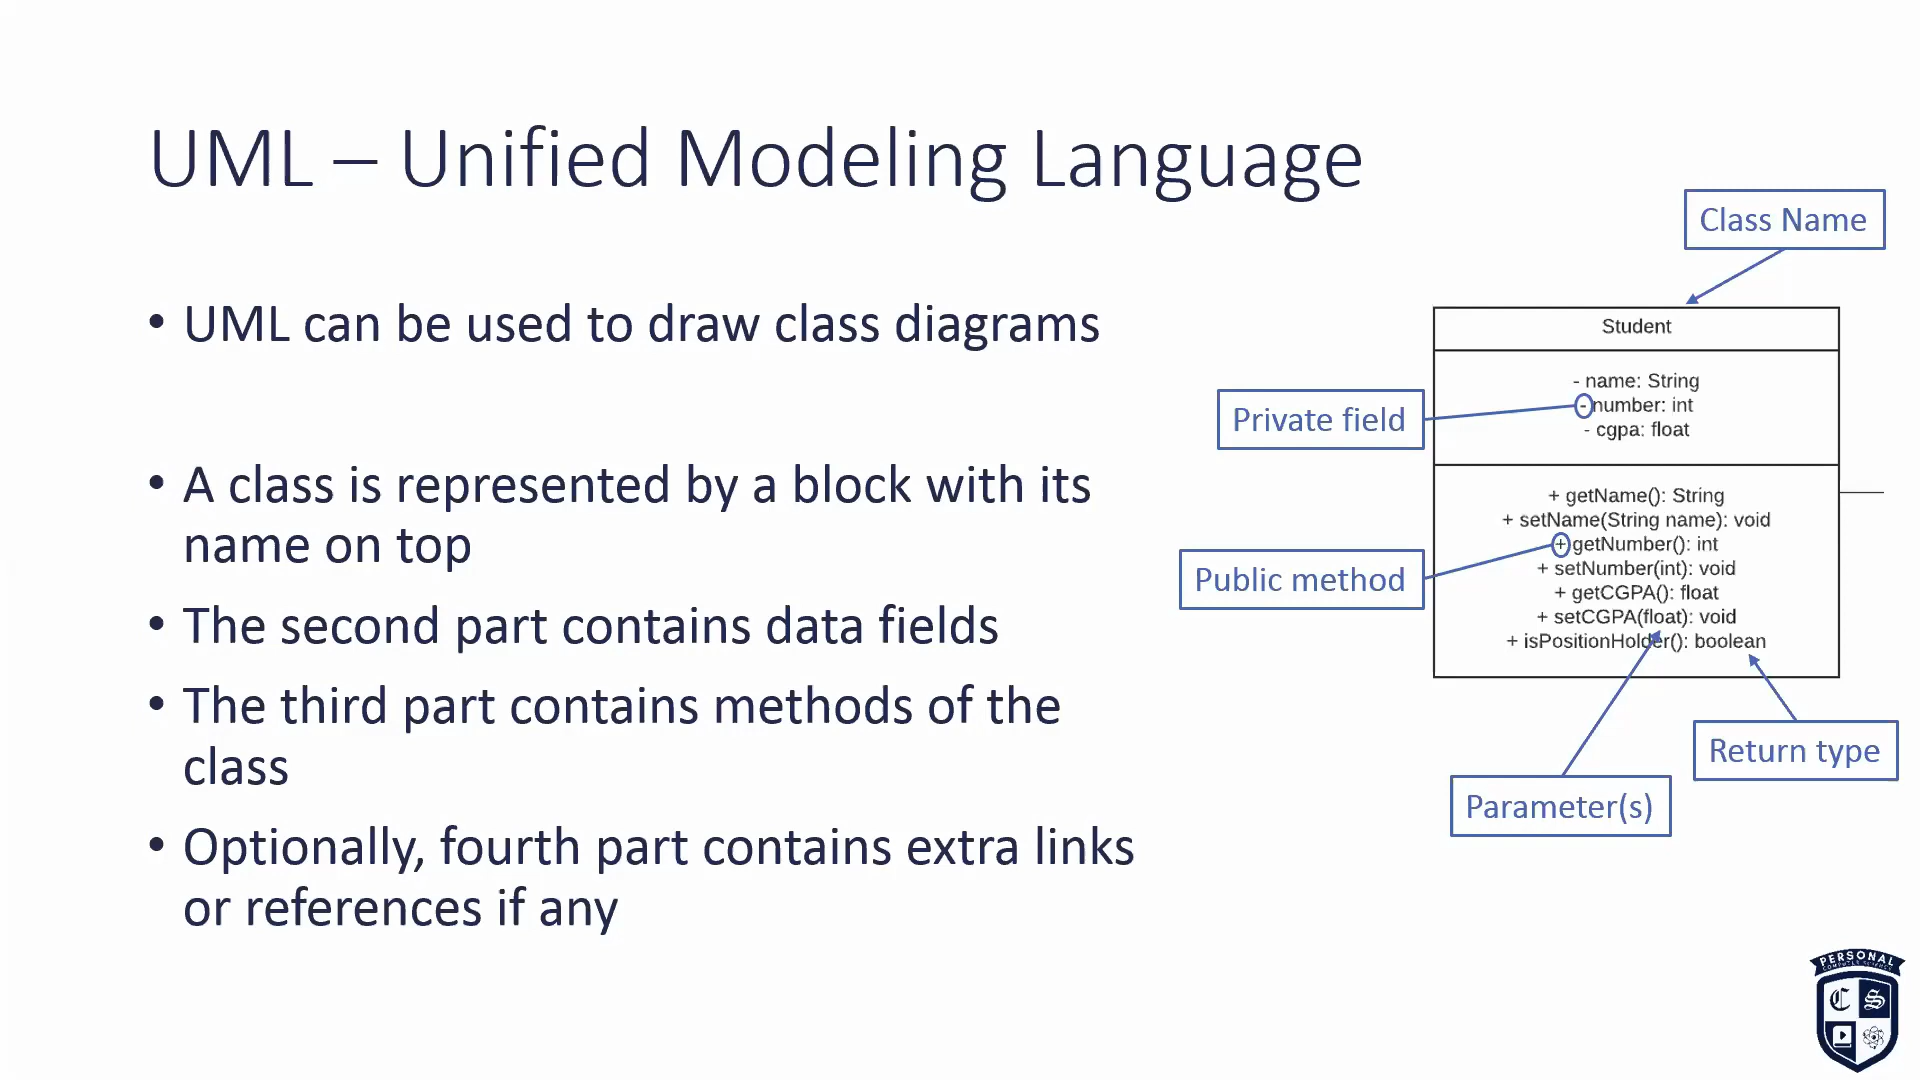 UML – Unified Modeling Language
• UML can be used to draw class diagrams
• A class is represented by a block with its
name on top
• The second part contains data fields
• The third part contains methods of the
class
• Optionally, fourth part contains extra links
or references if any
Class Name
Student
- name: String
- number: int
- cgpa: float
Private field
+ getName(): String
+ setName(String name): void
+ getNumber(): int
+ setNumber(int): void
+ getCGPA(): float
+ setCGPA(float): void
+ isPositionHolder(): boolean
Public method
Return type
Parameter(s)
PERSONAL
COMPUTER SCIENCE
C S